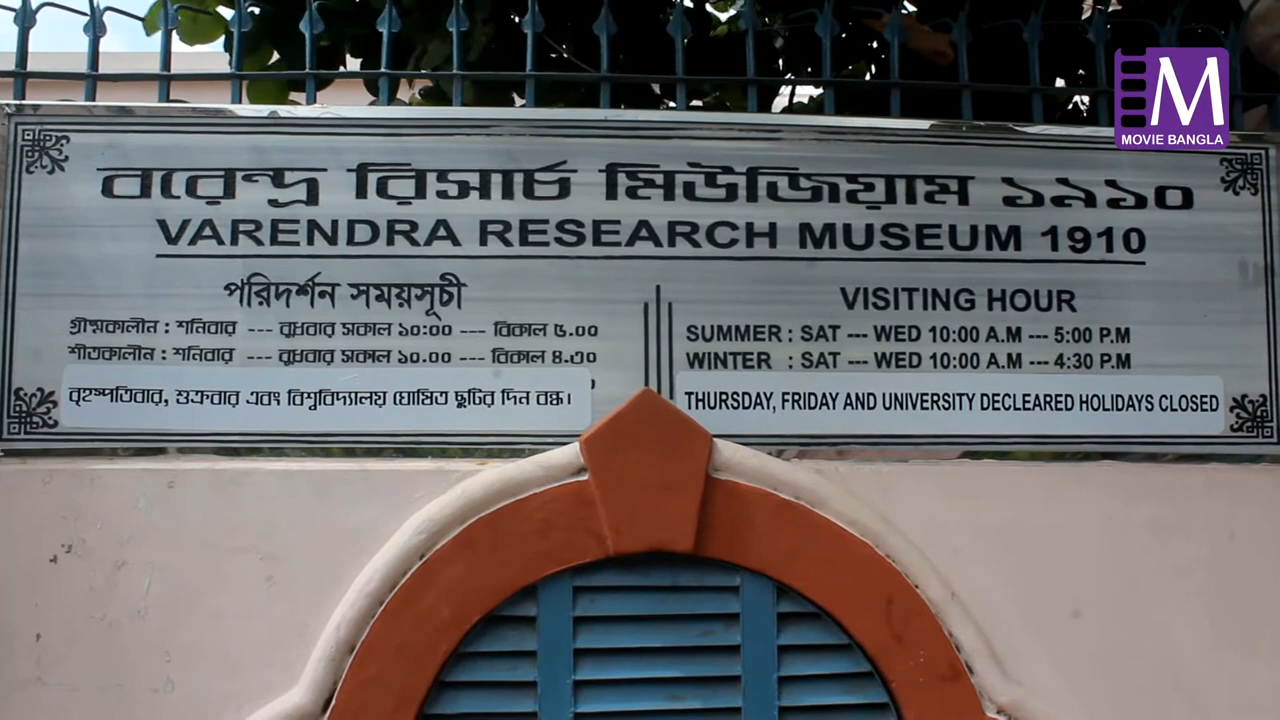 M
MOVIE BANGLA
বরেন্দ্র রিসার্চ মিউজিয়াম ১৯১০
VARENDRA RESEARCH MUSEUM 1910
পরিদর্শন সময়সূচী
গ্রীষ্মকালীন : শনিবার --- বুধবার সকাল ১০:০০ --- বিকাল ৫.০০
শীতকালীন : শনিবার --- বুধবার সকাল ১০.০০ --- বিকাল ৪.৩০
বৃহস্পতিবার, শুক্রবার এবং বিশ্ববিদ্যালয় ঘোষিত ছুটির দিন বন্ধ।
VISITING HOUR
SUMMER : SAT --- WED 10:00 A.M --- 5:00 P.M
WINTER : SAT --- WED 10:00 A.M --- 4:30 P.M
THURSDAY, FRIDAY AND UNIVERSITY DECLEARED HOLIDAYS CLOSED